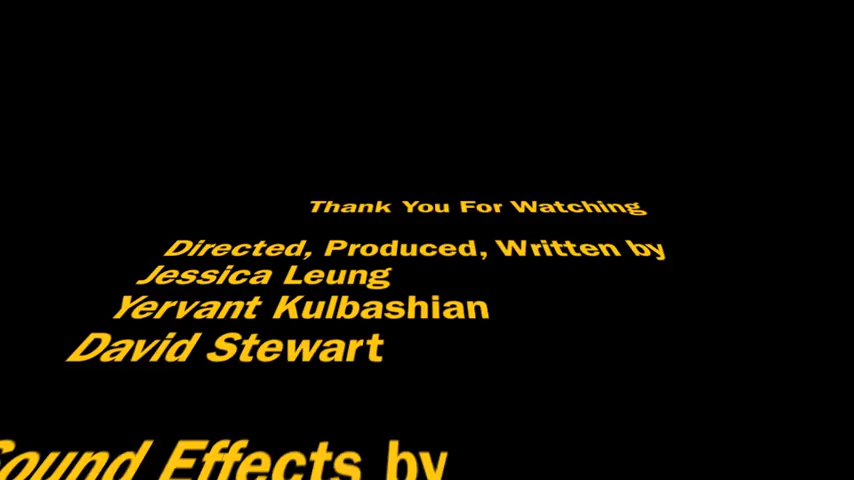 Thank You For Watching
Directed, Produced, Written by
Jessica Leung
Yervant Kulbashian
David Stewart
Sound Effects by